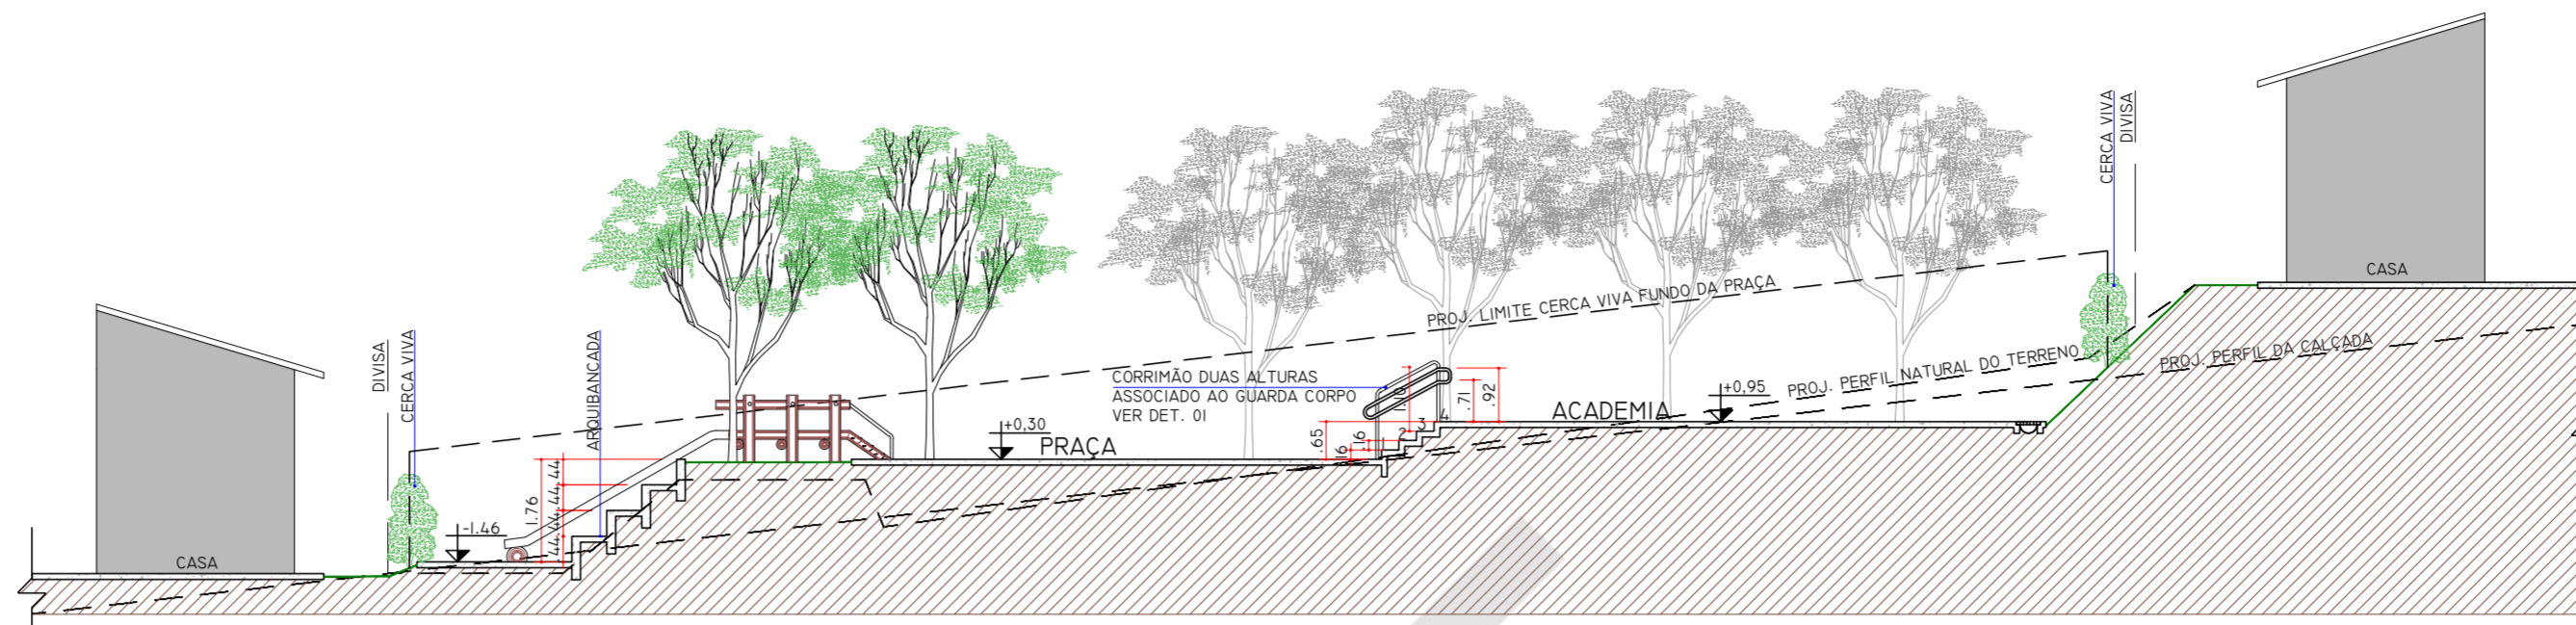 CASA
DIVISA
CERCA VIVA
-1.46
1.76
44
44
44
44
ARQUIBANCADA
+0,30
PRAÇA
CORRIMÃO DUAS ALTURAS
ASSOCIADO AO GUARDA CORPO
VER DET. 01
.65
16
16
2
3
4
.71
.92
PROJ. LIMITE CERCA VIVA FUNDO DA PRAÇA
ACADEMIA
+0,95
PROJ. PERFIL NATURAL DO TERRENO
PROJ. PERFIL DA CALÇADA
CERCA VIVA
DIVISA
CASA